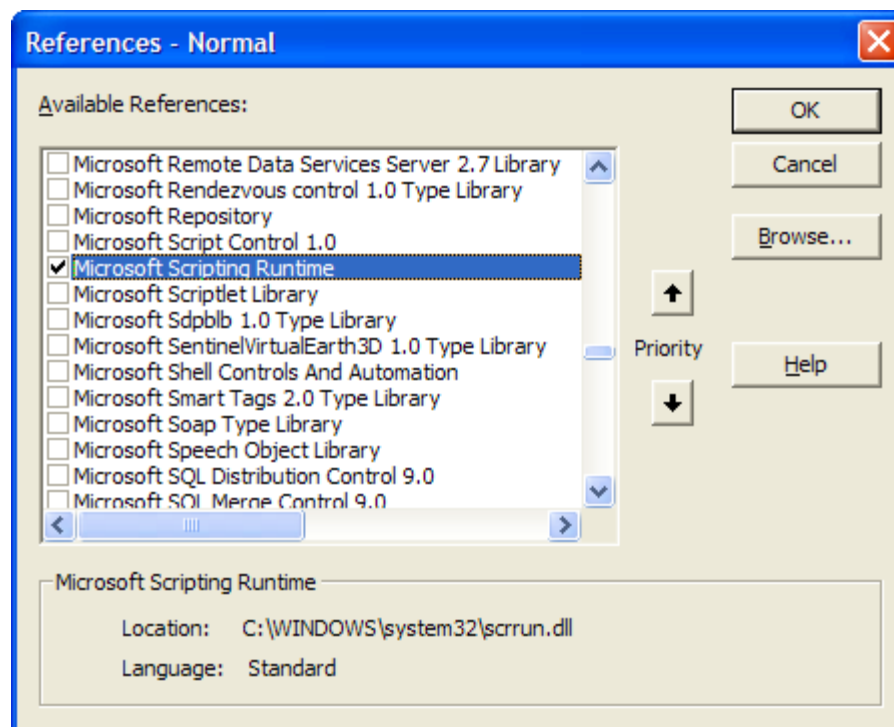 References - Normal
Available References:
OK
Microsoft Remote Data Services Server 2.7 Library
Cancel
Microsoft Rendezvous control 1.0 Type Library
Microsoft Repository
Browse...
Microsoft Script Control 1.0
Microsoft Scripting Runtime
Microsoft Scriptlet Library
Microsoft Sdpblb 1.0 Type Library
Microsoft SentinelVirtualEarth3D 1.0 Type Library
Priority
Help
Microsoft Shell Controls And Automation
Microsoft Smart Tags 2.0 Type Library
Microsoft Soap Type Library
Microsoft Speech Object Library
Microsoft SQL Distribution Control 9.0
Microsoft SQL Merge Control 9.0
Microsoft Scripting Runtime
Location: C:\WINDOWS\system32\scrrun.dll
Language: Standard